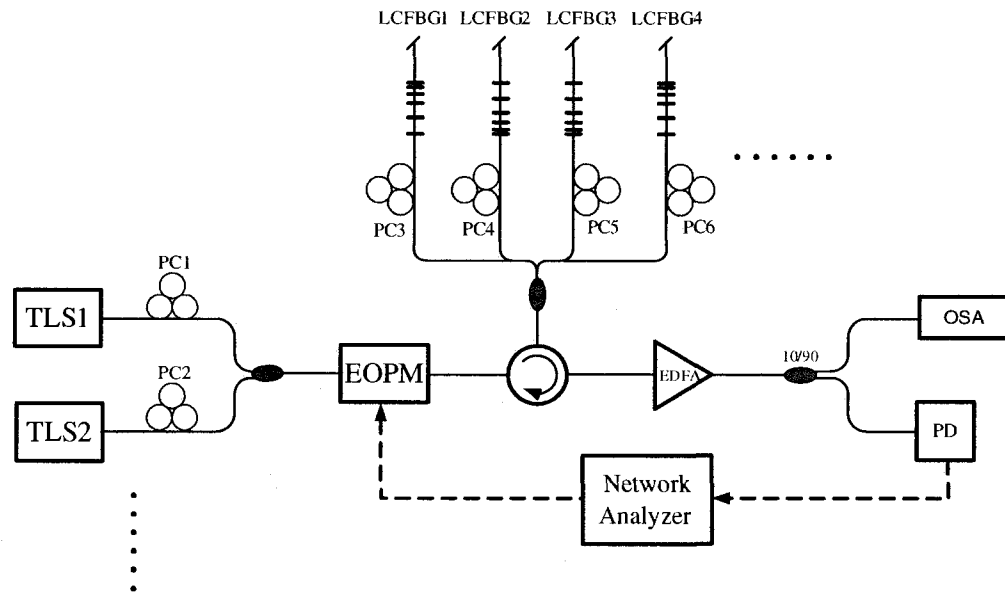 LCFBG1 LCFBG2 LCFBG3 LCFBG4
PC3
PC4
PC5
PC6
PC1
TLS1
PC2
TLS2
EOPM
EDFA
10/90
OSA
PD
Network
Analyzer